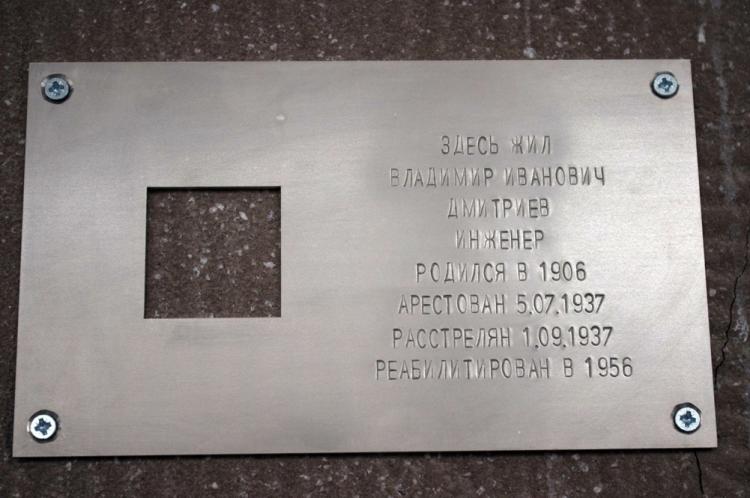 ЗДЕСЬ ЖИЛ
ВЛАДИМИР ИВАНОВИЧ
ДМИТРИЕВ
ИНЖЕНЕР
РОДИЛСЯ В 1906
АРЕСТОВАН 5.07.1937
РАССТРЕЛЯН 1.09.1937
РЕАБИЛИТИРОВАН В 1956